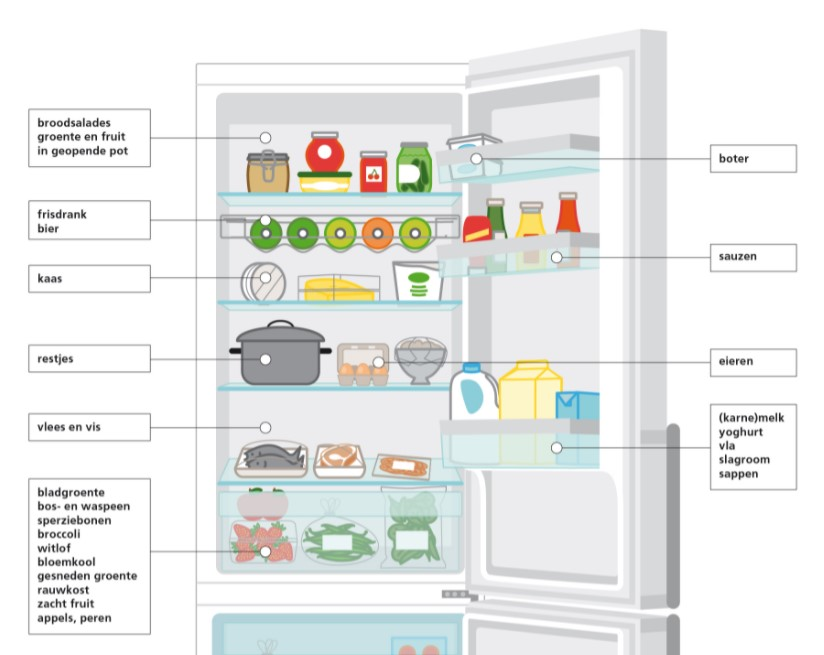 broodsalades
groente en fruit
in geopende pot
frisdrank
bier
kaas
restjes
vlees en vis
bladgroente
bos- en waspeen
sperziebonen
broccoli
witlof
bloemkool
gesneden groente
rauwkost
zacht fruit
appels, peren
boter
sauzen
eieren
(karne)melk
yoghurt
vla
slagroom
sappen